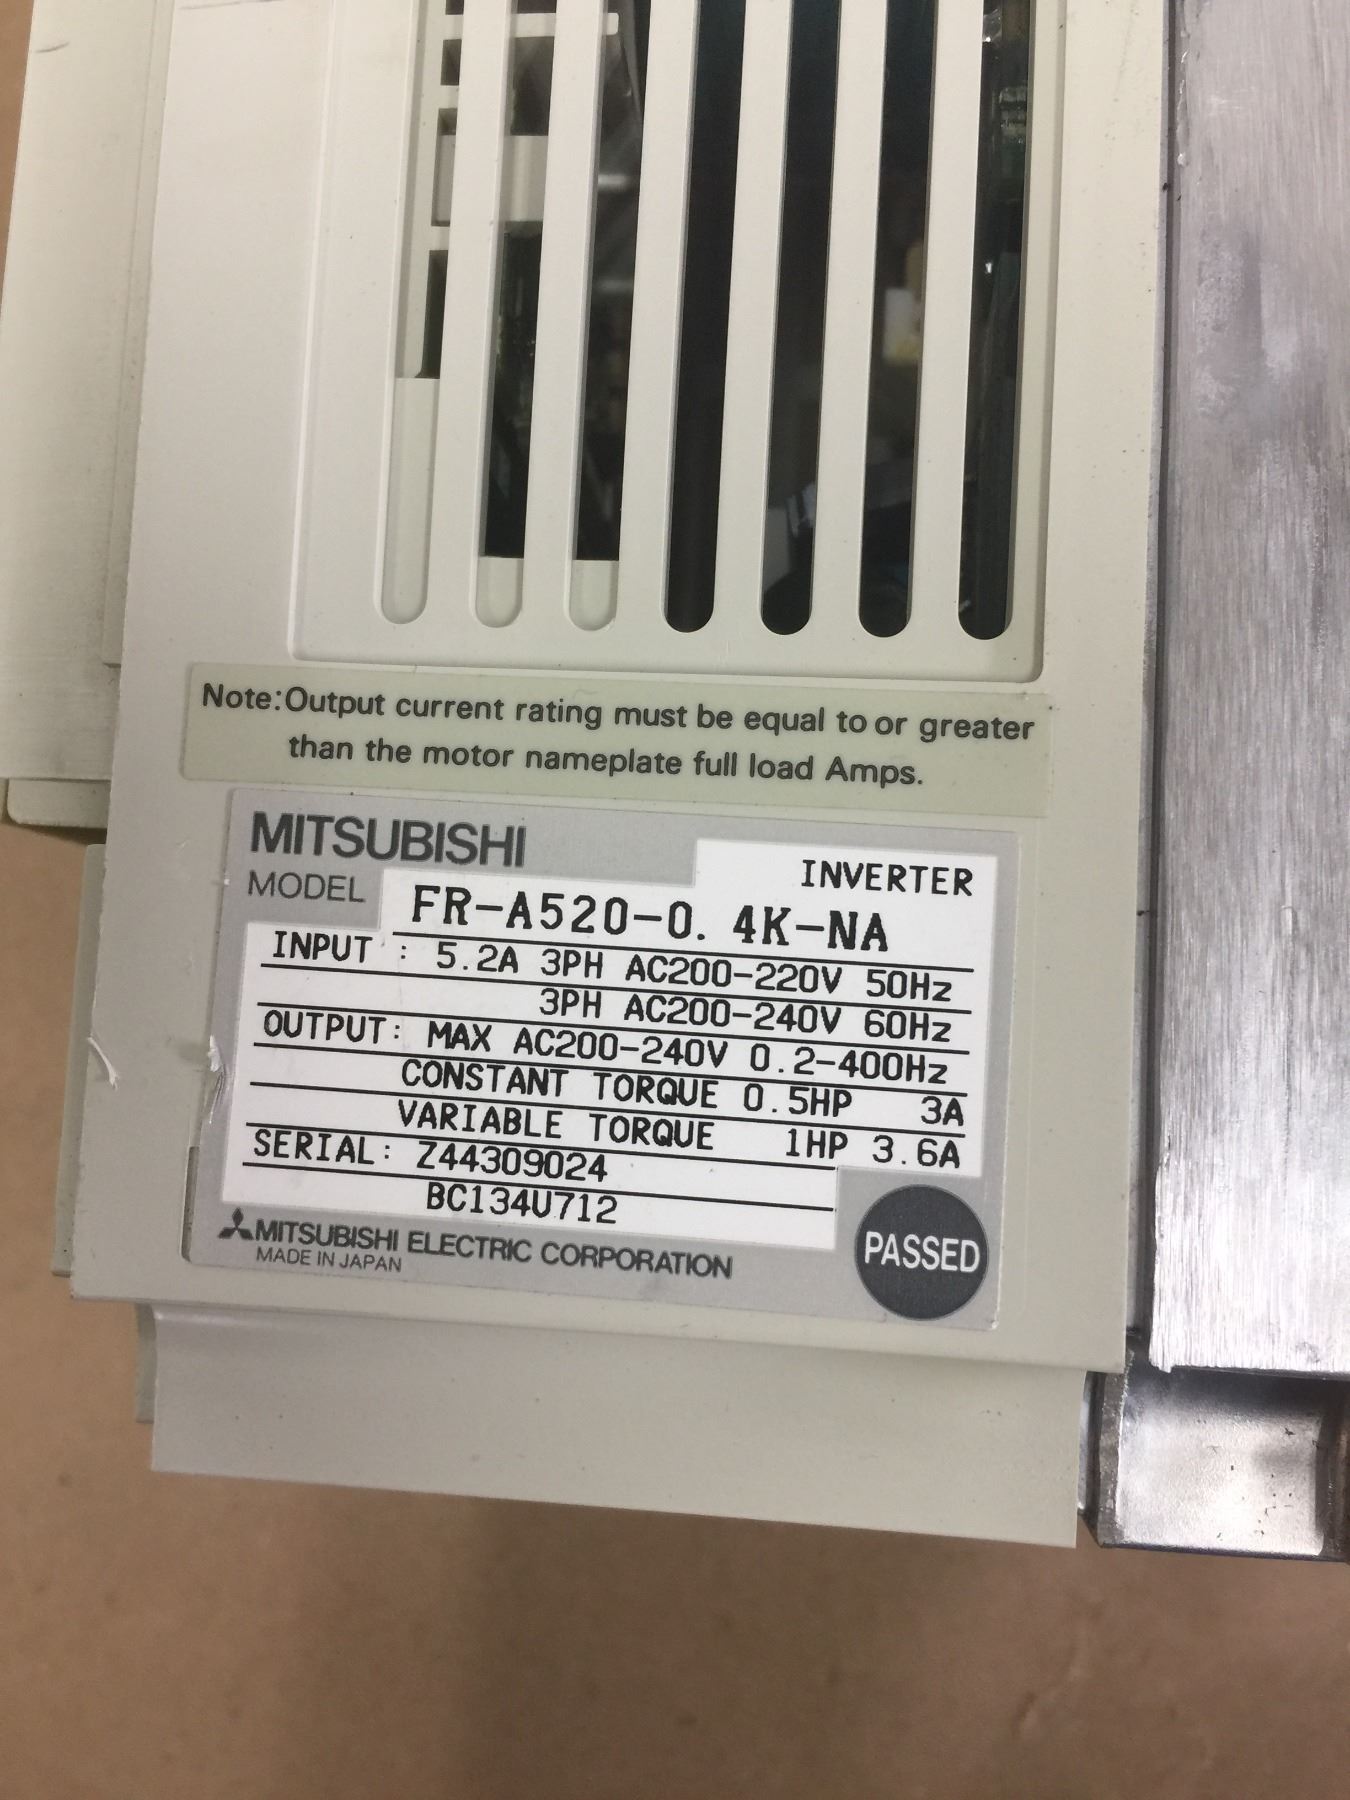 Note:Output current rating must be equal to or greater
than the motor nameplate full load Amps.
MITSUBISHI
INVERTER
MODEL FR-A520-0. 4K-NA
INPUT : 5.2A 3PH AC200-220V 50Hz
3PH AC200-240V 60Hz
OUTPUT: MAX AC200-240V 0.2-400Hz
CONSTANT TORQUE 0.5HP 3A
VARIABLE TORQUE 1HP 3.6A
SERIAL: Z44309024
BC134U712
PASSED
MITSUBISHI ELECTRIC CORPORATION
MADE IN JAPAN